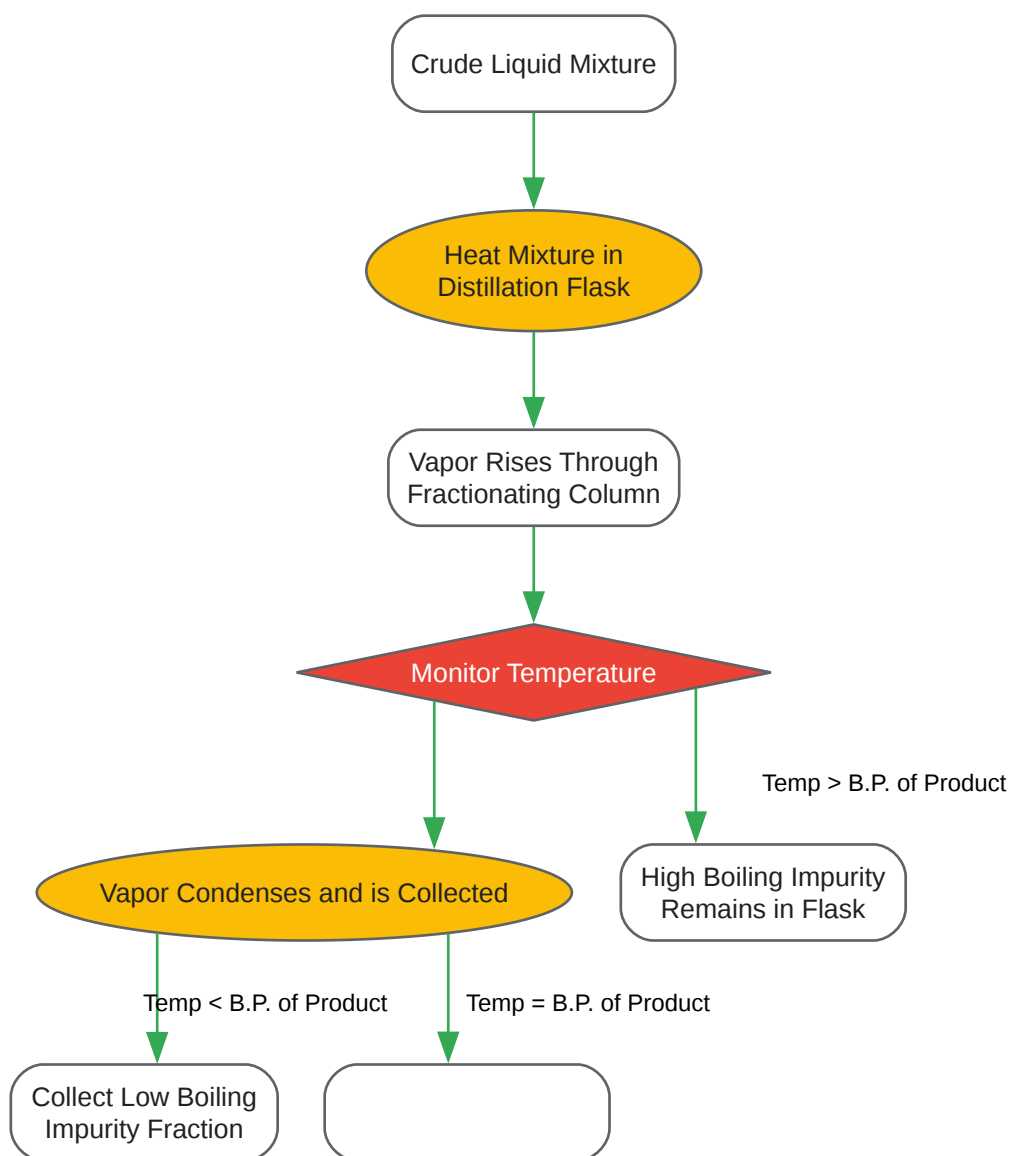 Crude Liquid Mixture
Heat Mixture in
Distillation Flask
Vapor Rises Through
Fractionating Column
Monitor Temperature
Temp > B.P. of Product
Vapor Condenses and is Collected
High Boiling Impurity
Remains in Flask
Temp < B.P. of Product
Temp = B.P. of Product
Collect Low Boiling
Impurity Fraction